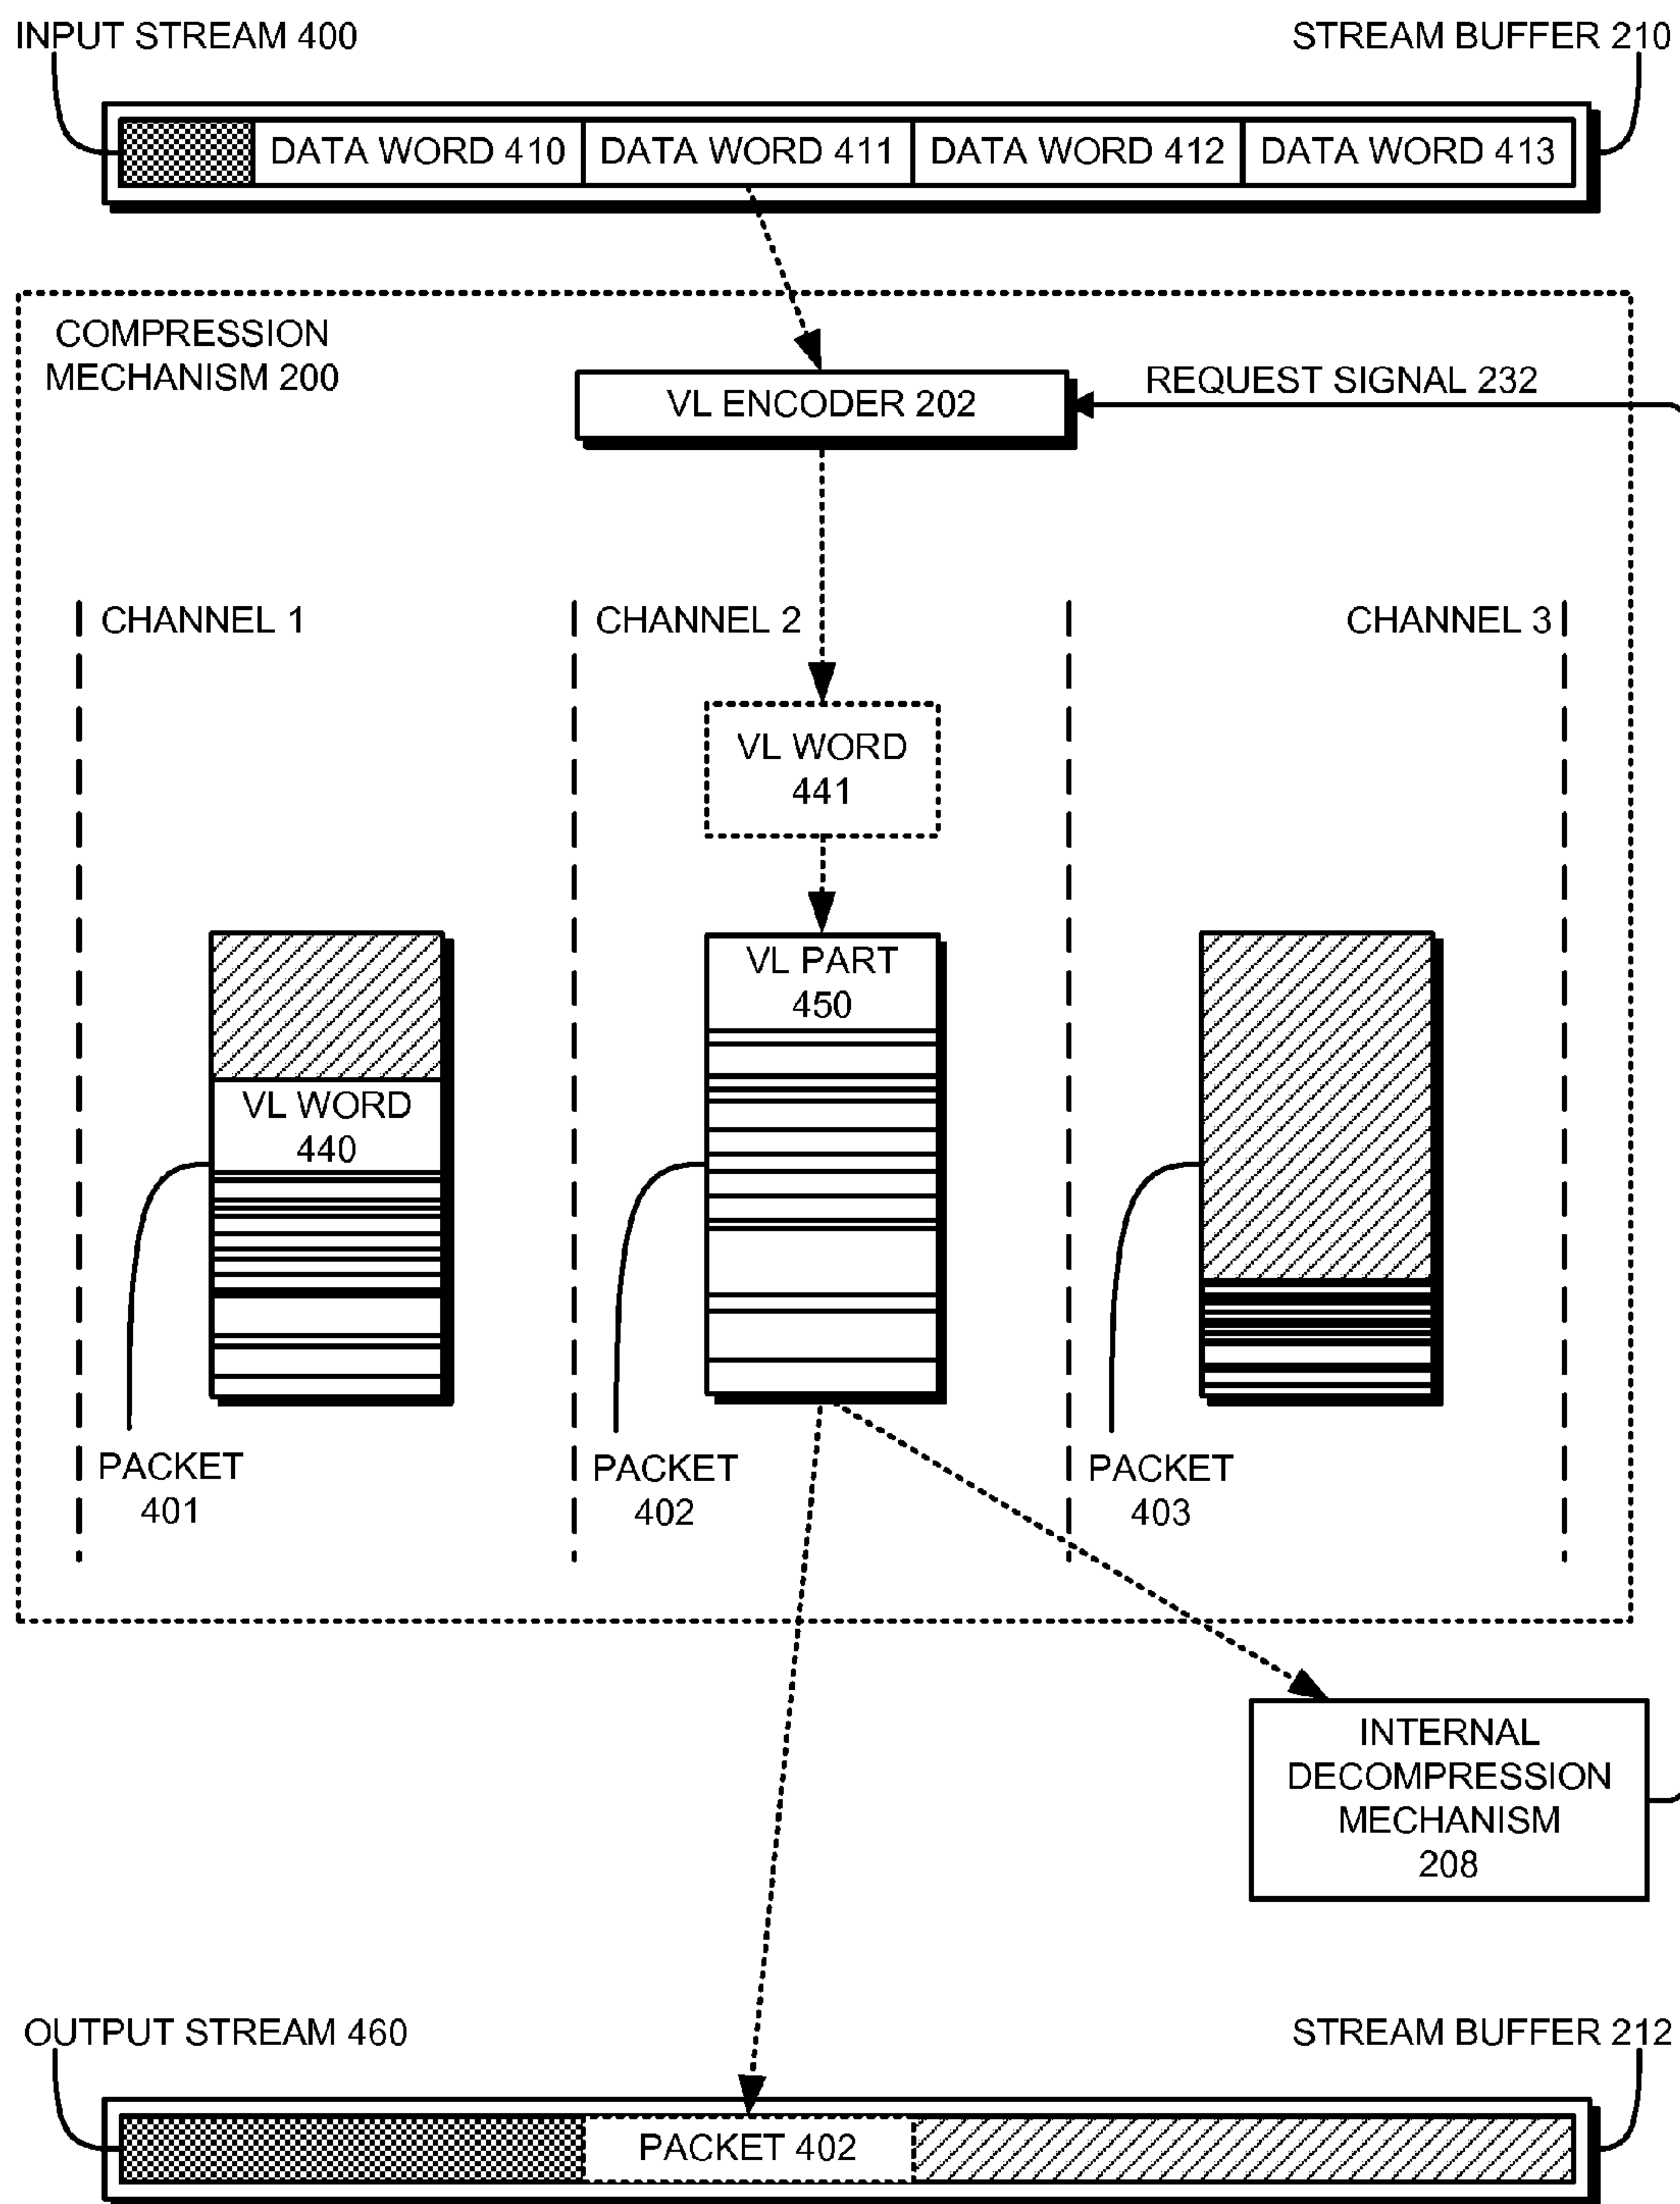 INPUT STREAM 400
STREAM BUFFER 210
DATA WORD 410
DATA WORD 411
DATA WORD 412
DATA WORD 413
COMPRESSION
MECHANISM 200
VL ENCODER 202
REQUEST SIGNAL 232
CHANNEL 1
CHANNEL 2
CHANNEL 3
VL WORD
441
VL PART
450
VL WORD
440
PACKET
401
PACKET
402
PACKET
403
INTERNAL
DECOMPRESSION
MECHANISM
208
OUTPUT STREAM 460
STREAM BUFFER 212
PACKET 402